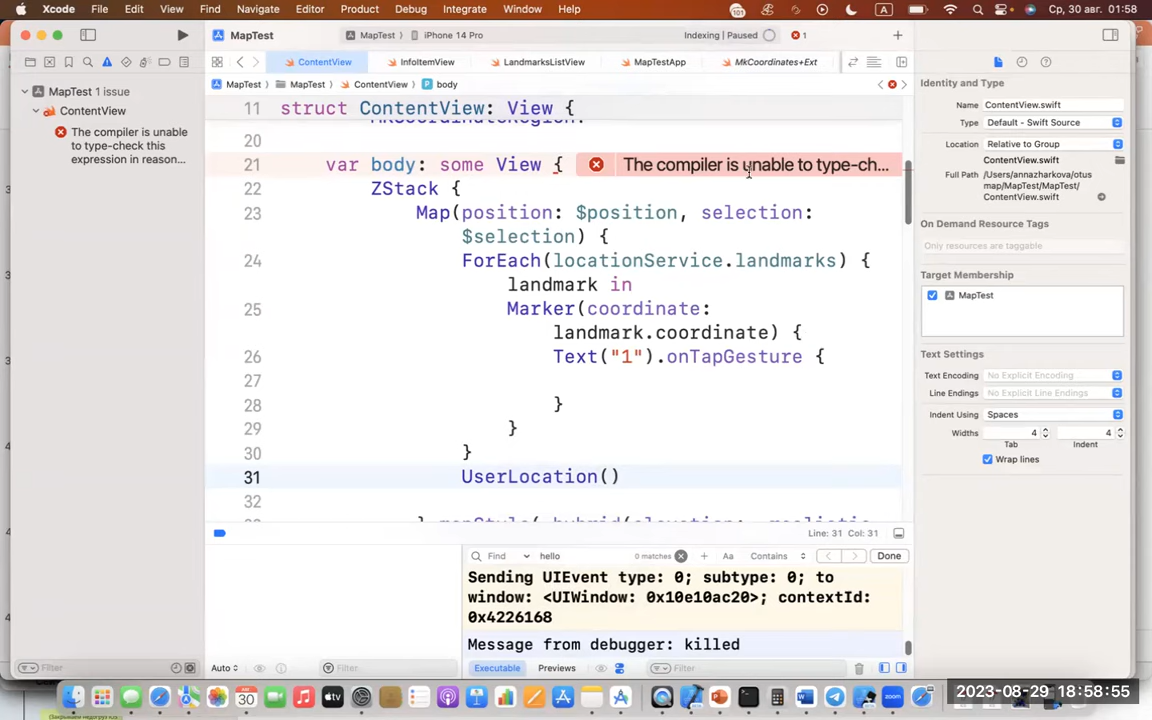 Xcode File Edit View Find Navigate Editor Product Debug Integrate Window Help
101 A Ср, 30 авг. 01:58
MapTest
MapTest iPhone 14 Pro
Indexing | Paused
1
ContentView InfoItemView LandmarksListView MapTestApp MkCoordinates+Ext
MapTest MapTest ContentView body
MapTest 1 issue
ContentView
The compiler is unable
to type-check this
expression in reason...
11 struct ContentView: View {
MKCoordinateRegion.
20
21 var body: some View {
The compiler is unable to type-ch...
22 ZStack {
23 Map(position: $position, selection:
$selection) {
24 ForEach(locationService.landmarks) {
landmark in
25 Marker(coordinate:
landmark.coordinate) {
26 Text("1").onTapGesture {
27
28 }
29 }
30 }
31 UserLocation()
32
Line: 31 Col: 31
Find hello 0 matches Aa Contains Done
Sending UIEvent type: 0; subtype: 0; to
window: <UIWindow: 0x10e10ac20>; contextId:
0x4226168
Message from debugger: killed
Filter
Auto Filter
Executable Previews Filter
Identity and Type
Name ContentView.swift
Type Default - Swift Source
Location Relative to Group
ContentView.swift
Full Path /Users/annazharkova/otus
map/MapTest/MapTest/
ContentView.swift
On Demand Resource Tags
Only resources are taggable
Target Membership
MapTest
Text Settings
Text Encoding No Explicit Encoding
Line Endings No Explicit Line Endings
Indent Using Spaces
Widths 4 4
Tab Indent
Wrap lines
30
tv
zoom
2023-08-29 18:58:55